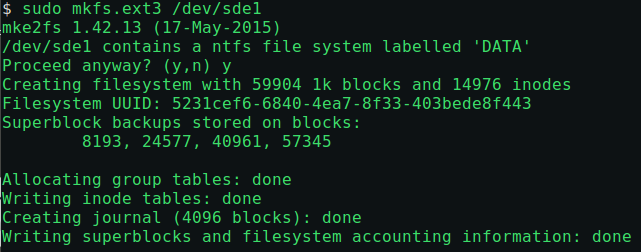 $ sudo mkfs.ext3 /dev/sde1
mke2fs 1.42.13 (17-May-2015)
/dev/sde1 contains a ntfs file system labelled 'DATA'
Proceed anyway? (y,n) y
Creating filesystem with 59904 1k blocks and 14976 inodes
Filesystem UUID: 5231cef6-6840-4ea7-8f33-403bede8f443
Superblock backups stored on blocks:
8193, 24577, 40961, 57345
Allocating group tables: done
Writing inode tables: done
Creating journal (4096 blocks): done
Writing superblocks and filesystem accounting information: done